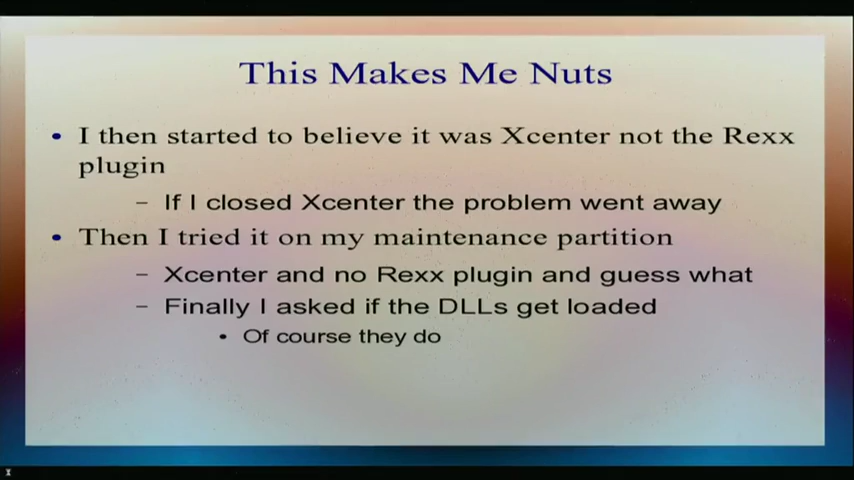 This Makes Me Nuts
• I then started to believe it was Xcenter not the Rexx
plugin
– If I closed Xcenter the problem went away
• Then I tried it on my maintenance partition
– Xcenter and no Rexx plugin and guess what
– Finally I asked if the DLLs get loaded
• Of course they do